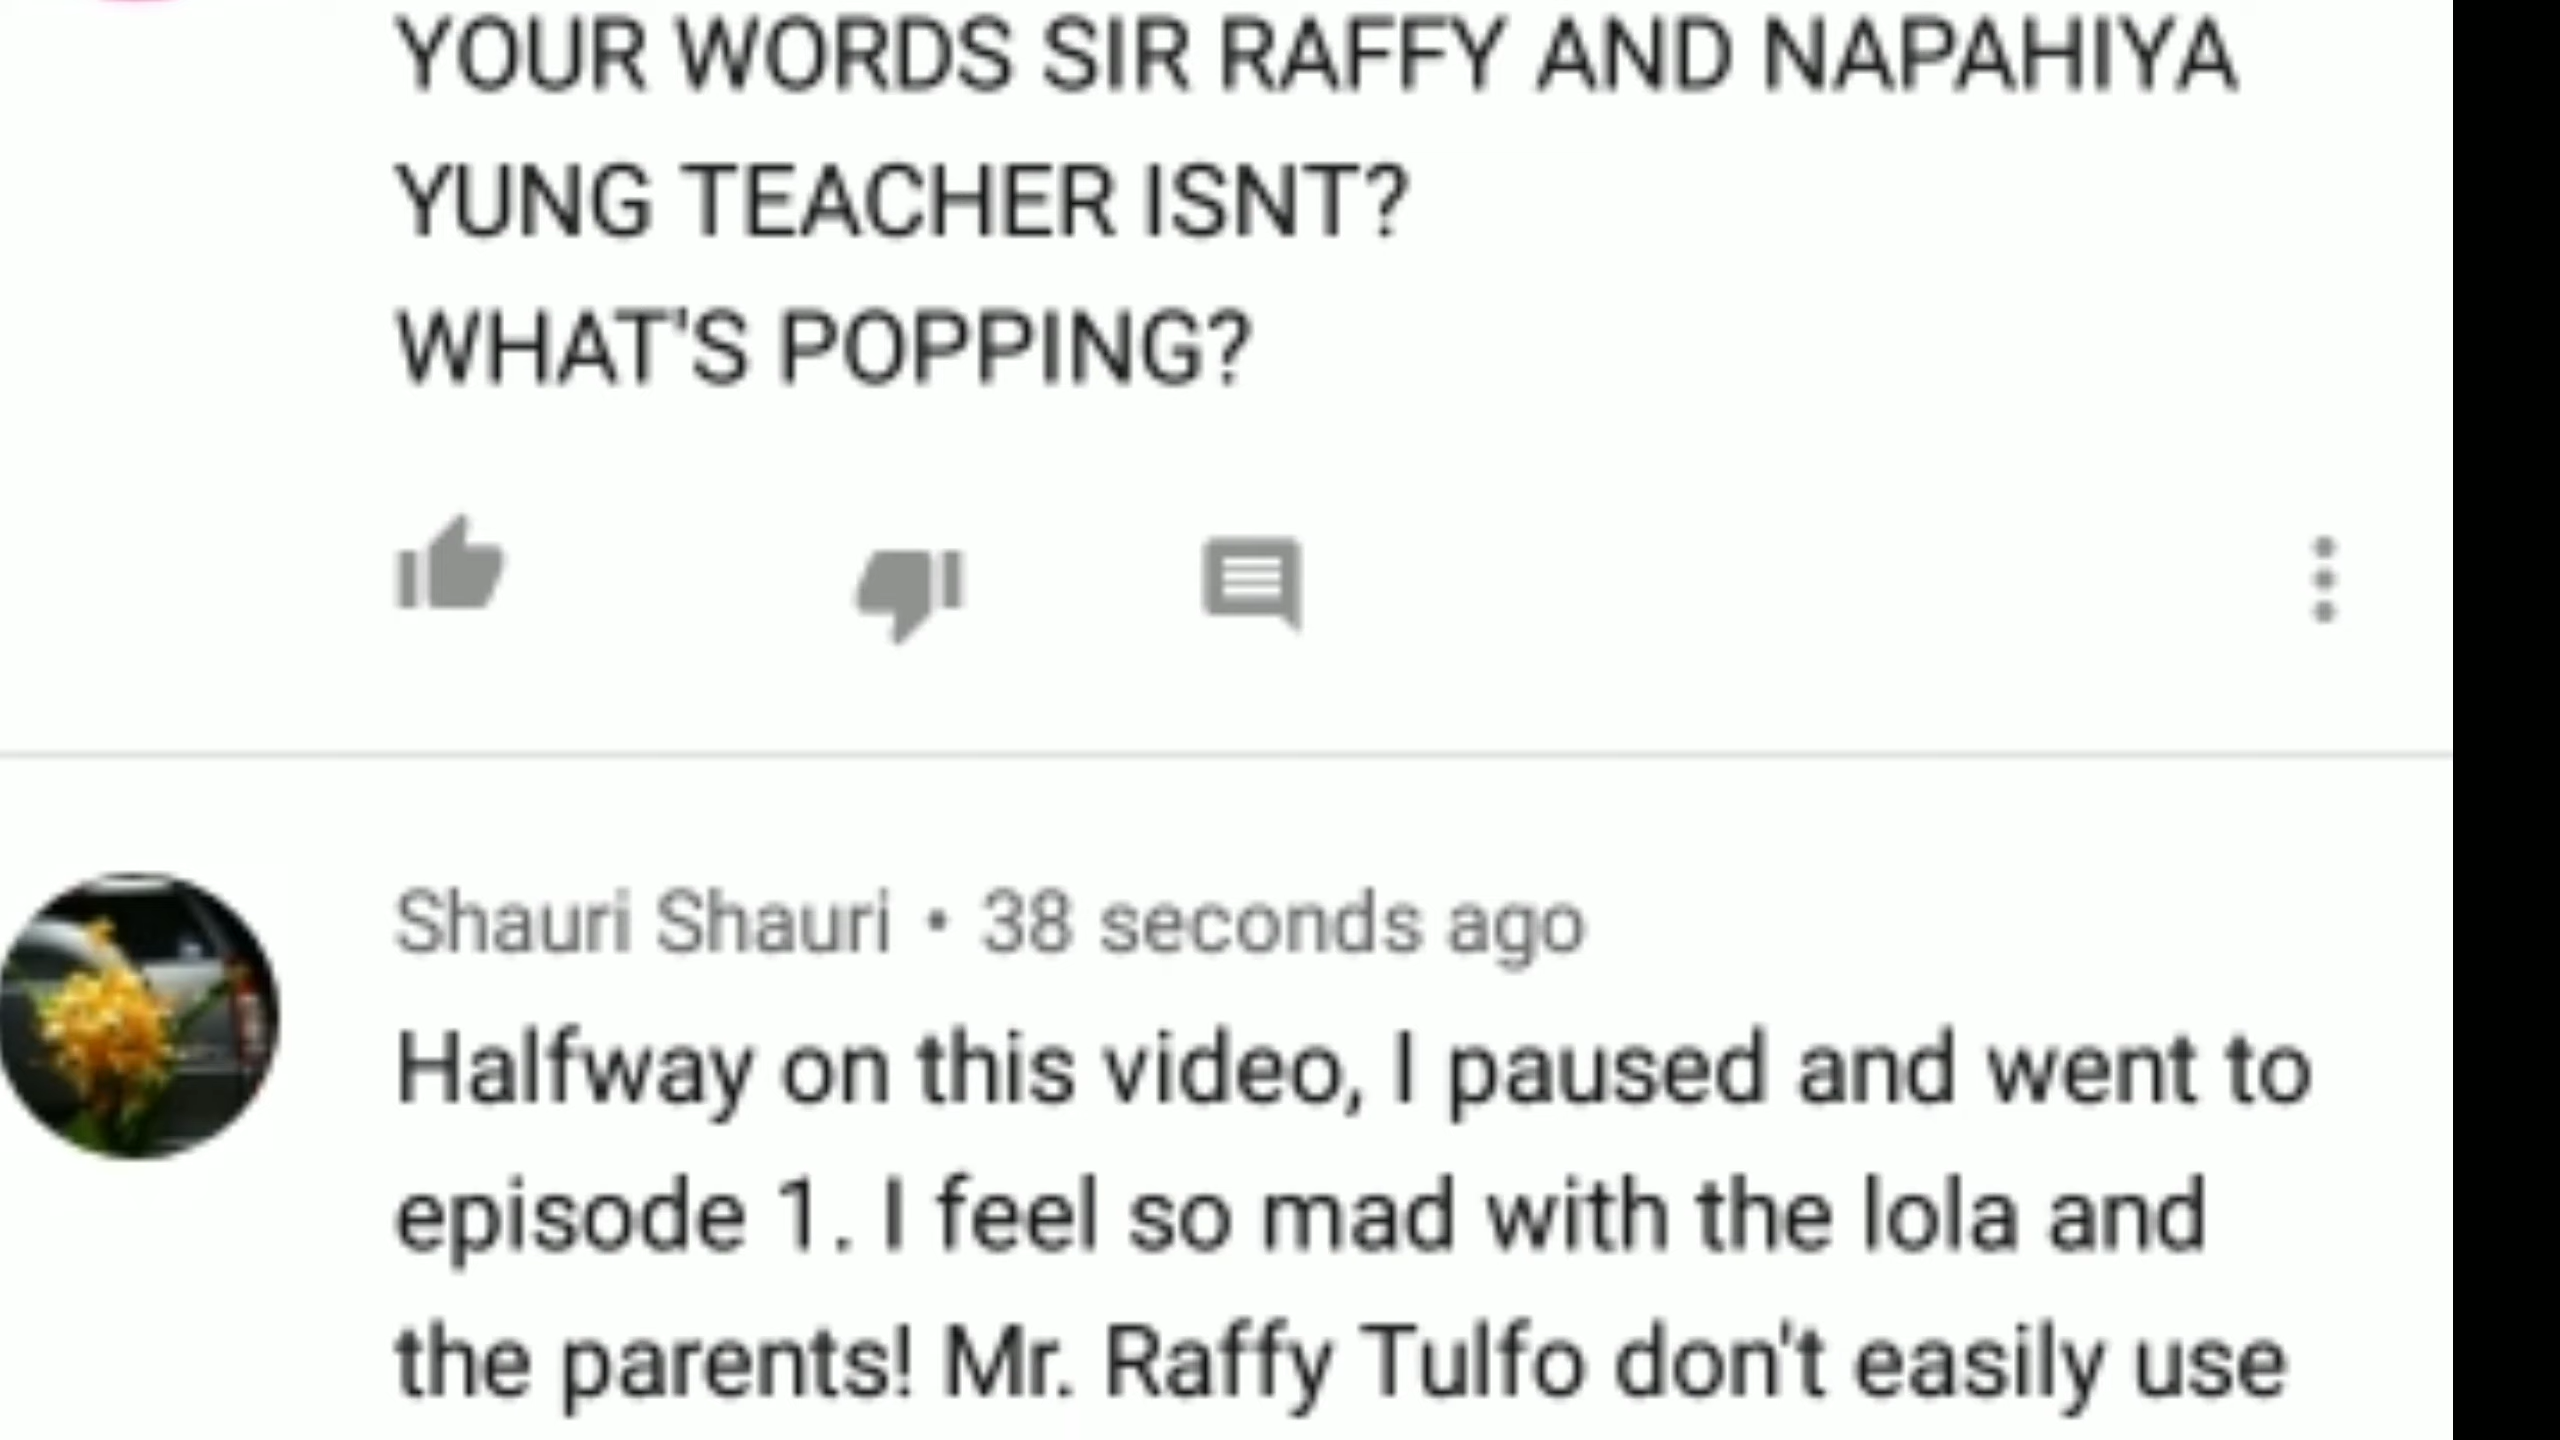 YOUR WORDS SIR RAFFY AND NAPAHIYA
YUNG TEACHER ISNT?
WHAT'S POPPING?
Shauri Shauri • 38 seconds ago
Halfway on this video, I paused and went to
episode 1. I feel so mad with the lola and
the parents! Mr. Raffy Tulfo don't easily use